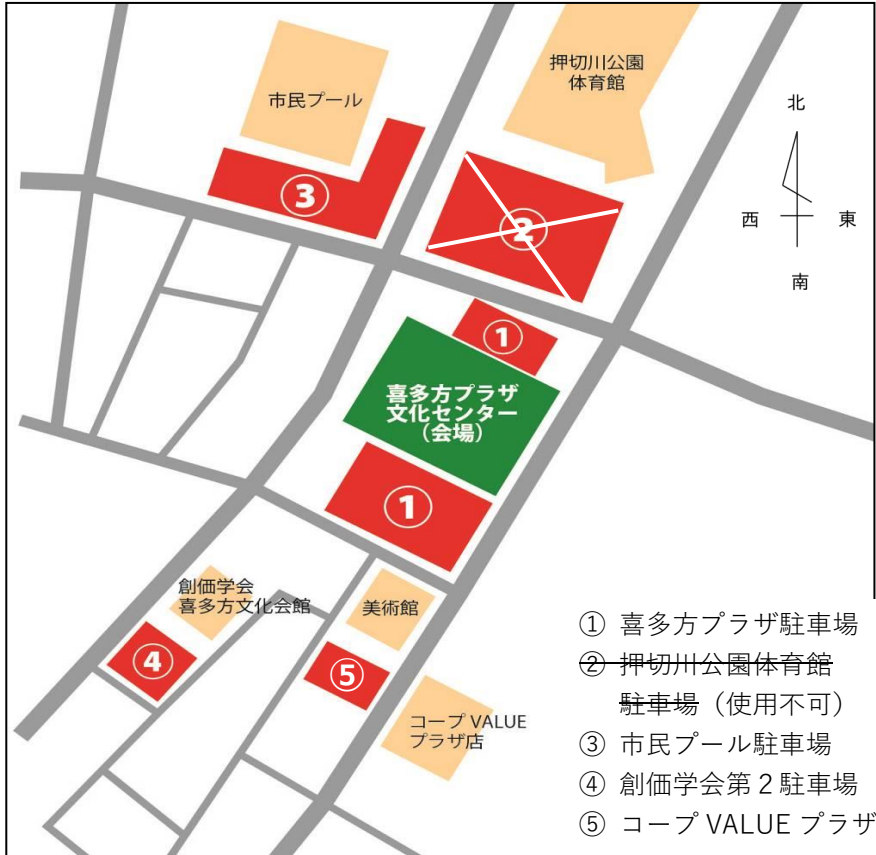 市民プール
押切川公園
体育館
北
西
東
南
③
②
①
喜多方プラザ
文化センター
（会場）
①
創価学会
喜多方文化会館
美術館
④
⑤
コープ VALUE
プラザ店
① 喜多方プラザ駐車場
② 押切川公園体育館
駐車場（使用不可）
③ 市民プール駐車場
④ 創価学会第２駐車場
⑤ コープ VALUE プラザ